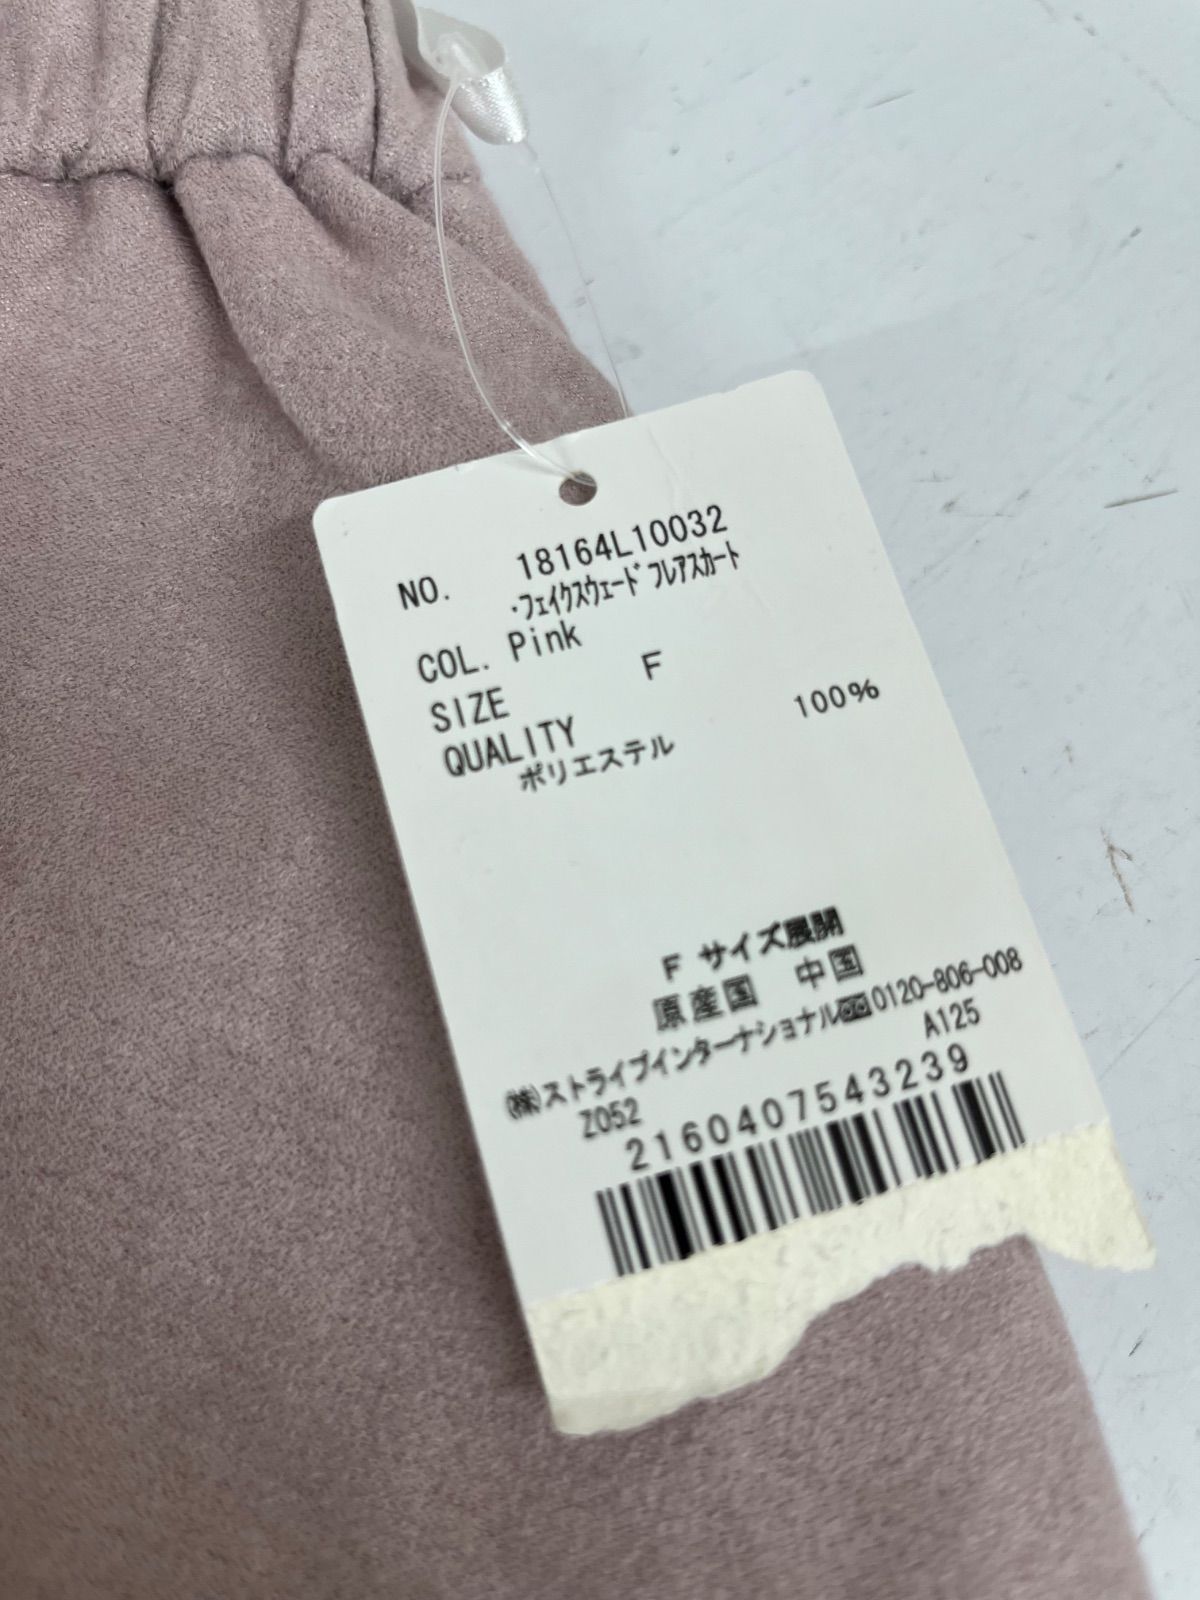 NO. 18164L10032
･ﾌｪｲｸｽｳｪｰﾄﾞ ﾌﾚｱｽｶｰﾄ
COL. Pink
SIZE F
QUALITY
ポリエステル 100%
F サイズ展開
原産国 中国
㈱ストライプインターナショナル 0120-806-008
Z052 A125
2160407543239